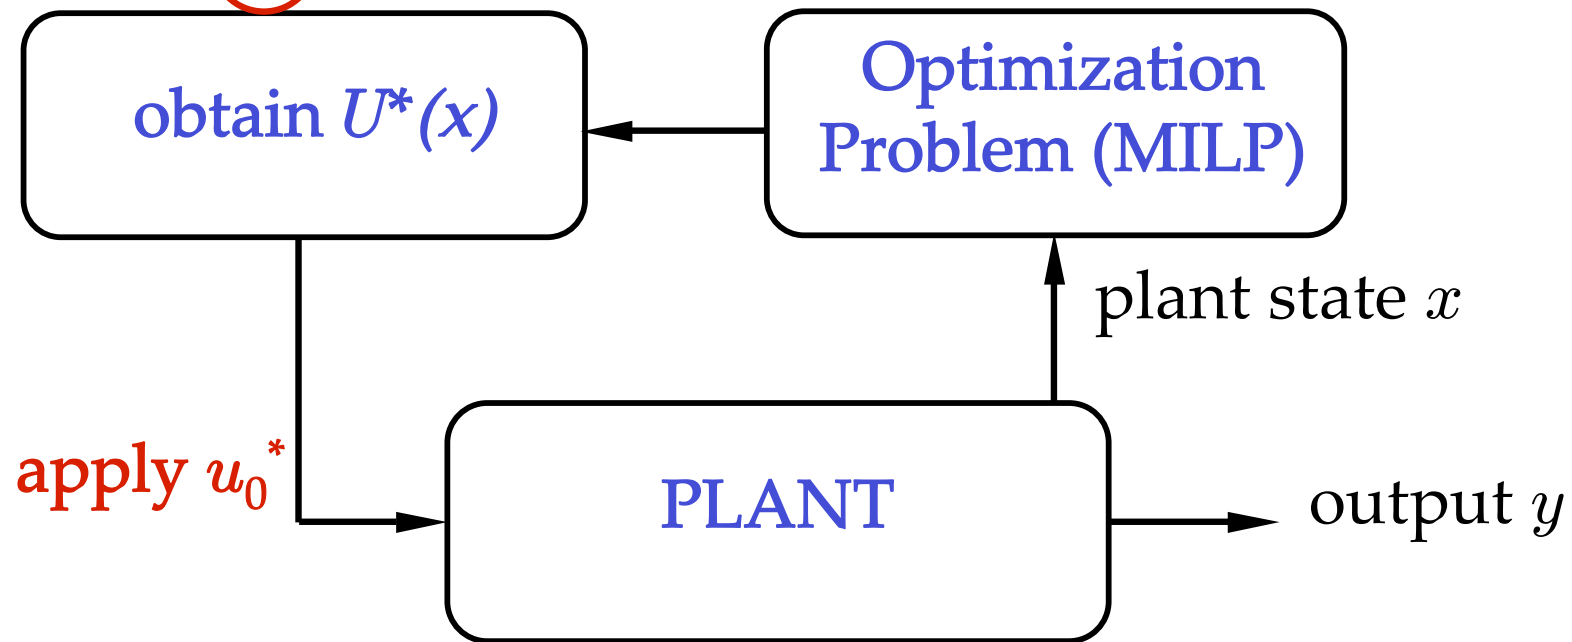 obtain U*(x)
Optimization
Problem (MILP)
plant state x
apply u₀*
PLANT
output y